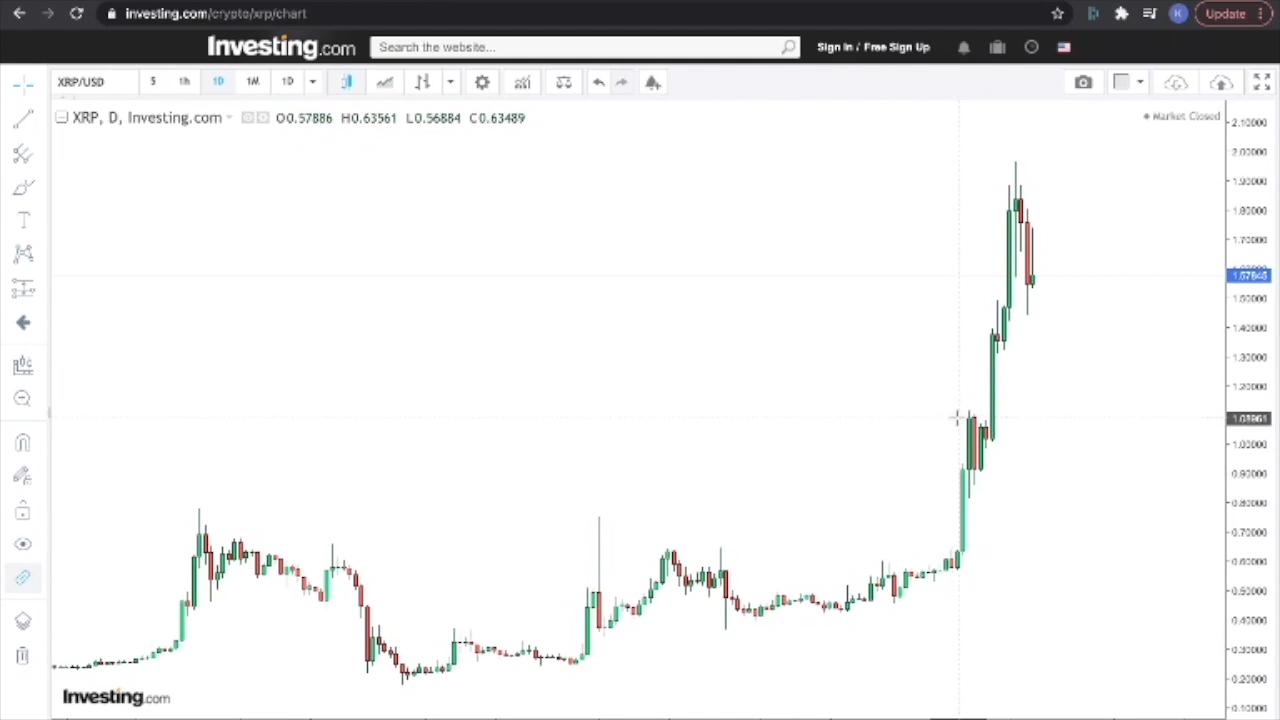 investing.com/crypto/xrp/chart
K
Update
Investing.com
Search the website...
Sign In / Free Sign Up
XRP/USD 5 1h 1D 1M 1D
XRP, D, Investing.com O0.57886 H0.63561 L0.56884 C0.63489
Market Closed
2.10000
2.00000
1.90000
1.80000
1.70000
1.57845
1.50000
1.40000
1.30000
1.20000
1.00000
0.90000
0.80000
0.70000
0.60000
0.50000
0.40000
0.30000
0.20000
0.10000
T
Investing.com